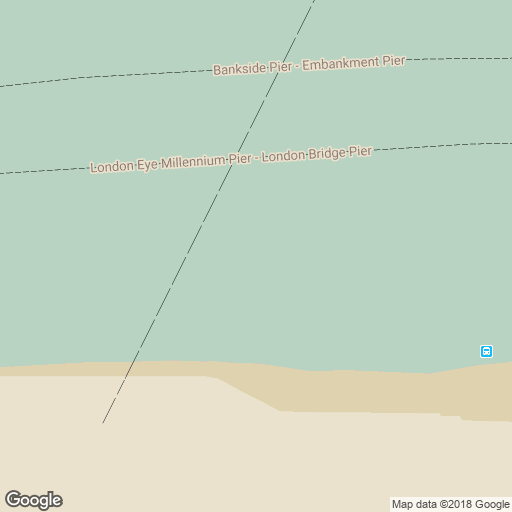 Bankside Pier - Embankment Pier
London Eye Millennium Pier - London Bridge Pier
Google
Map data ©2018 Google